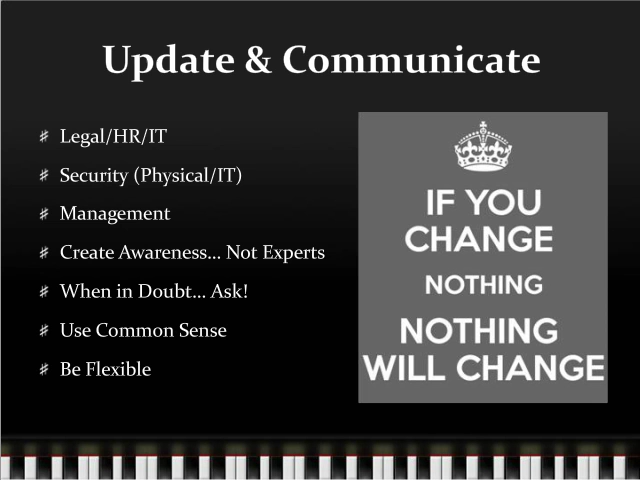 Update & Communicate
Legal/HR/IT
Security (Physical/IT)
Management
Create Awareness... Not Experts
When in Doubt... Ask!
Use Common Sense
Be Flexible
IF YOU
CHANGE
NOTHING
NOTHING
WILL CHANGE